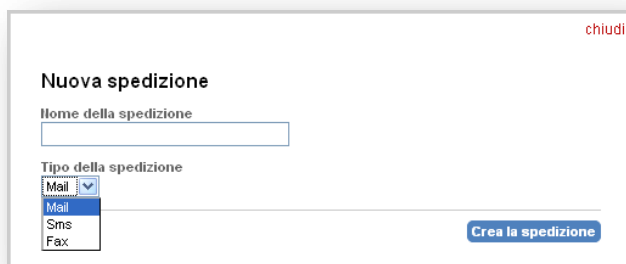 chiudi
Nuova spedizione
Nome della spedizione
Tipo della spedizione
Mail
Mail
Sms
Fax
Crea la spedizione